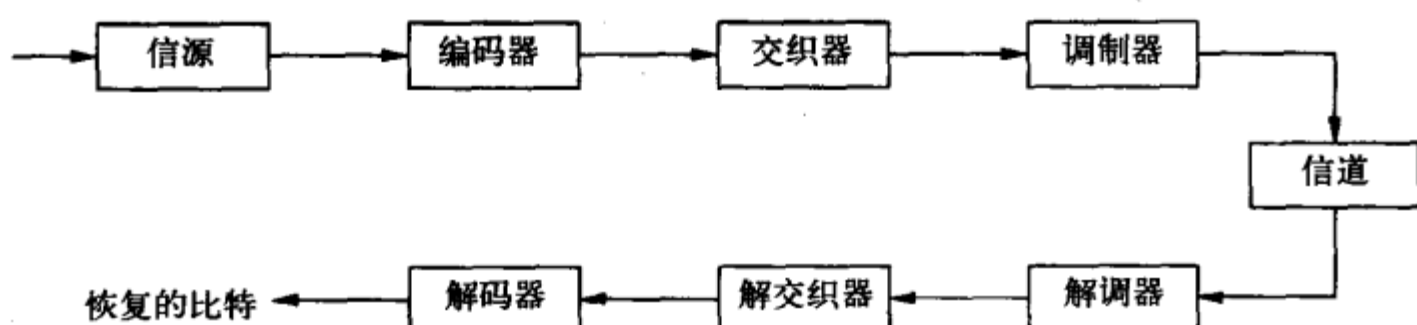 信源
编码器
交织器
调制器
信道
恢复的比特
解码器
解交织器
解调器